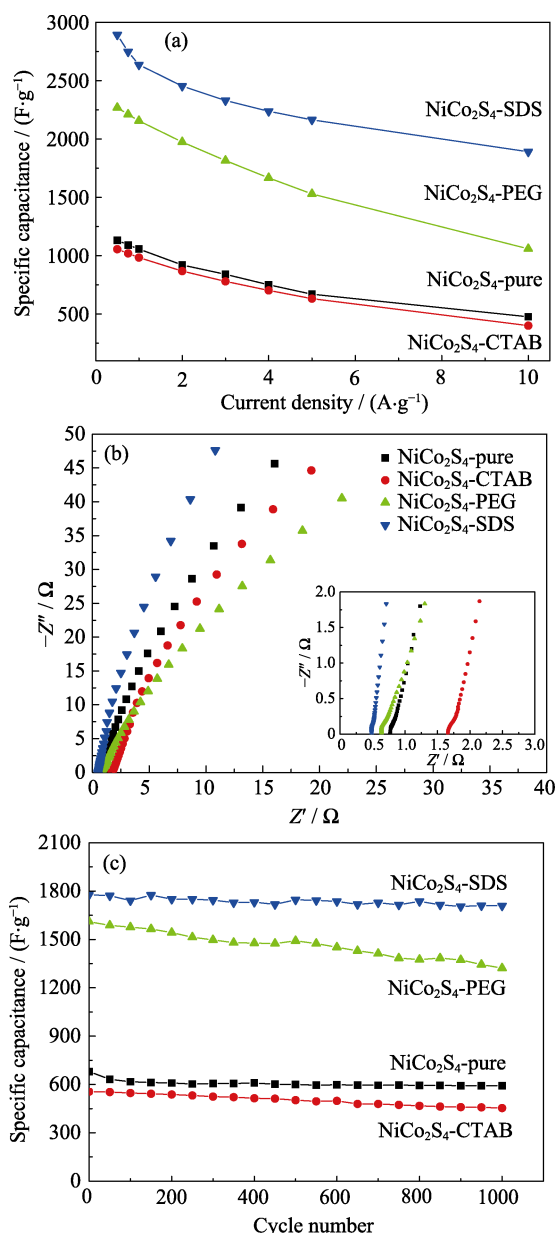 (a)
3000
2500
2000
1500
1000
500
Specific capacitance / (F·g⁻¹)
NiCo₂S₄-SDS
NiCo₂S₄-PEG
NiCo₂S₄-pure
NiCo₂S₄-CTAB
0 2 4 6 8 10
Current density / (A·g⁻¹)
(b)
50
45
40
35
30
25
20
15
10
5
0
−Z″ / Ω
NiCo₂S₄-pure
NiCo₂S₄-CTAB
NiCo₂S₄-PEG
NiCo₂S₄-SDS
2.0
1.5
1.0
0.5
0
−Z″ / Ω
0 0.5 1.0 1.5 2.0 2.5 3.0
Z′ / Ω
0 5 10 15 20 25 30 35 40
Z′ / Ω
(c)
2100
1800
1500
1200
900
600
300
0
Specific capacitance / (F·g⁻¹)
NiCo₂S₄-SDS
NiCo₂S₄-PEG
NiCo₂S₄-pure
NiCo₂S₄-CTAB
0 200 400 600 800 1000
Cycle number